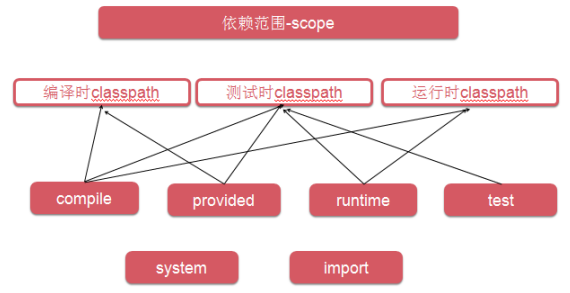 依赖范围-scope
编译时classpath
测试时classpath
运行时classpath
compile
provided
runtime
test
system
import